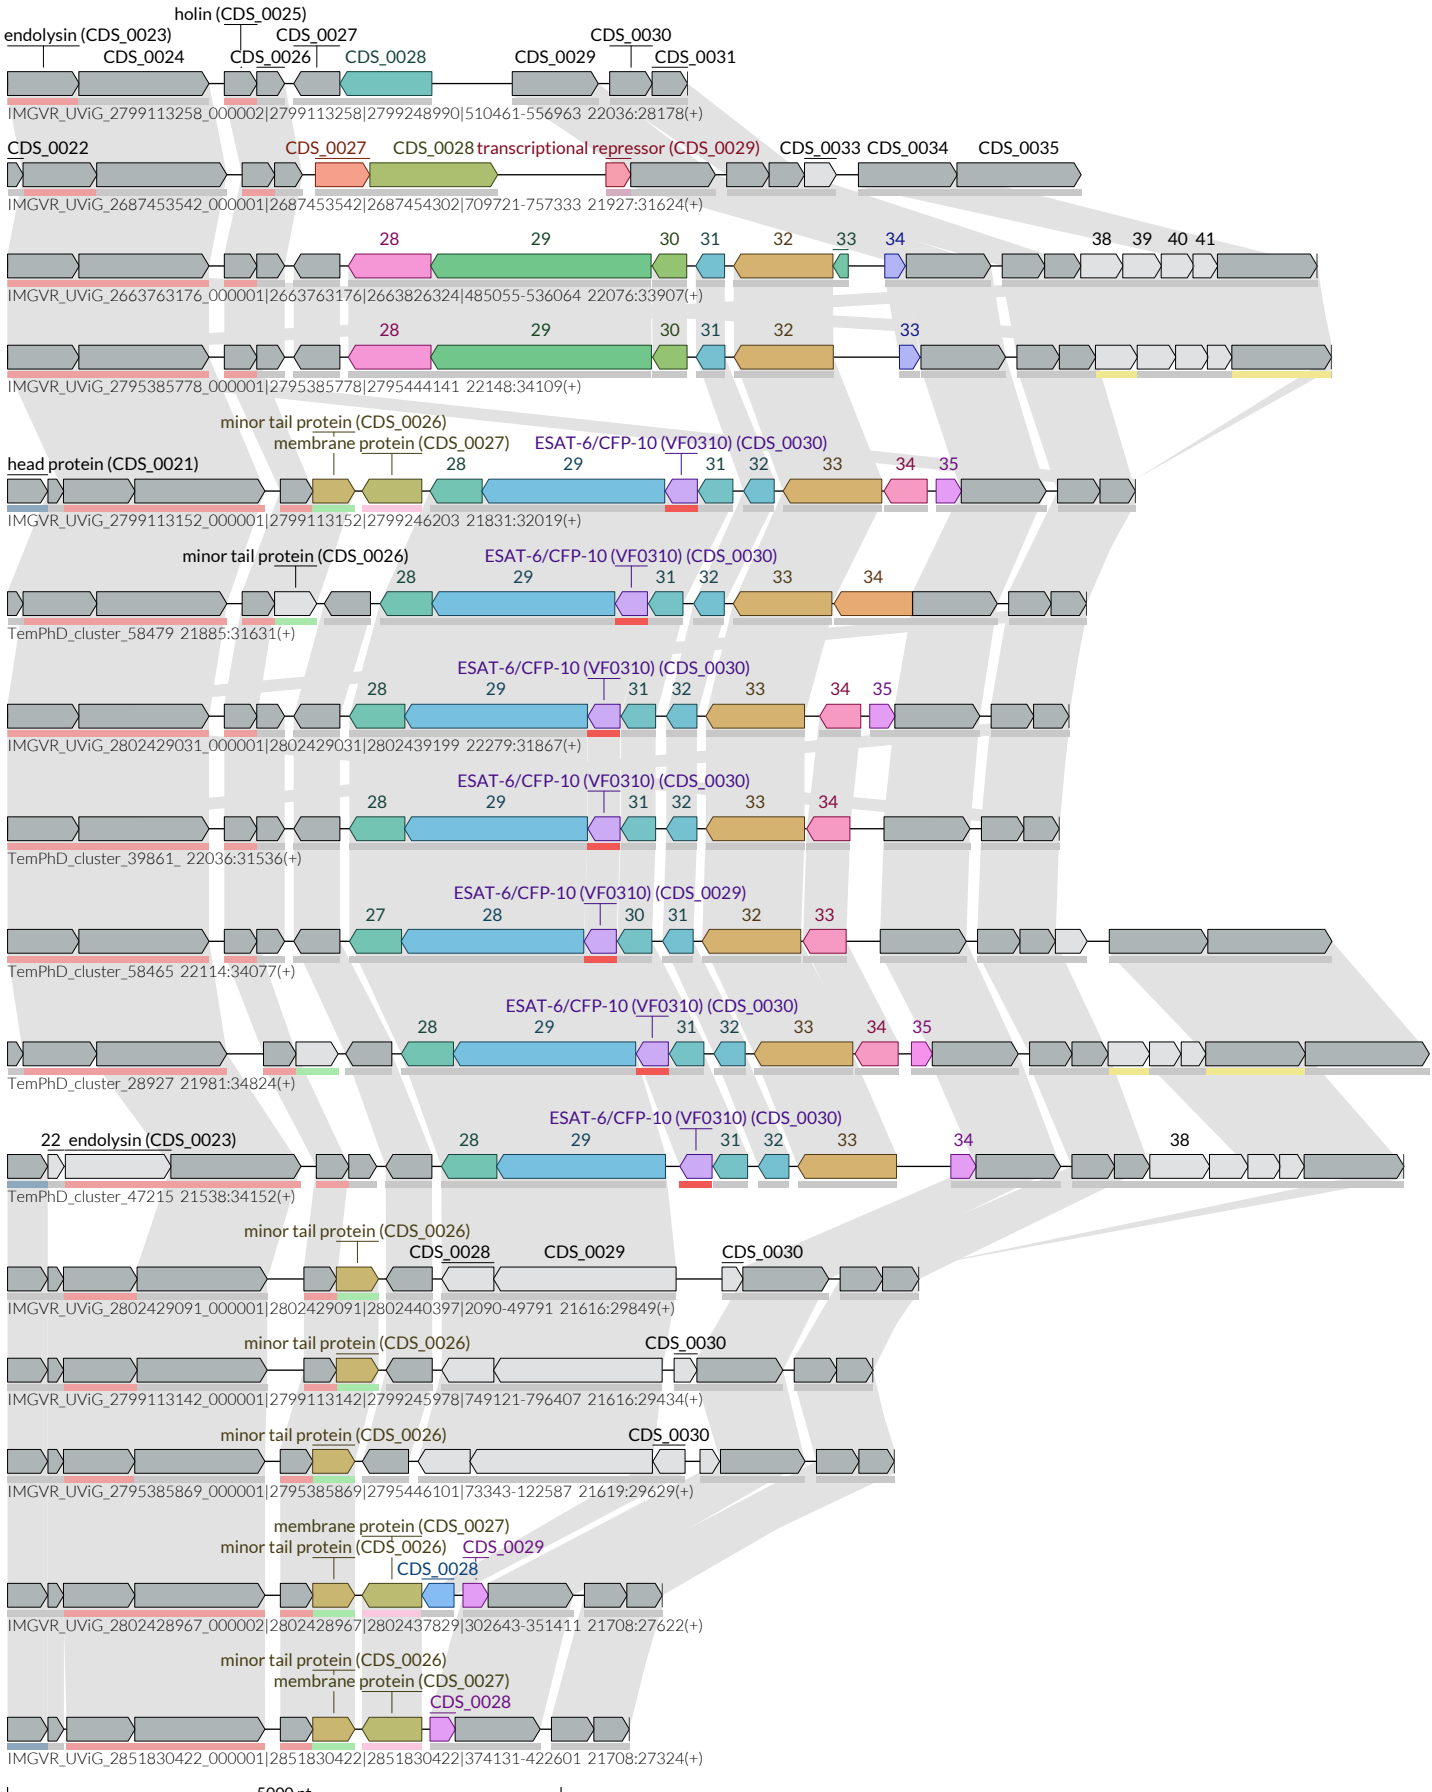 holin (CDS_0025)
endolysin (CDS_0023) CDS_0027 CDS_0030
CDS_0024 CDS_0026 CDS_0028 CDS_0029 CDS_0031
IMGVR_UViG_2799113258_000002|2799113258|2799248990|510461-556963 22036:28178(+)
CDS_0022 CDS_0027 CDS_0028 transcriptional repressor (CDS_0029) CDS_0033 CDS_0034 CDS_0035
IMGVR_UViG_2687453542_000001|2687453542|2687454302|709721-757333 21927:31624(+)
28 29 30 31 32 33 34 38 39 40 41
IMGVR_UViG_2663763176_000001|2663763176|2663826324|485055-536064 22076:33907(+)
28 29 30 31 32 33
IMGVR_UViG_2795385778_000001|2795385778|2795444141 22148:34109(+)
minor tail protein (CDS_0026)
membrane protein (CDS_0027) ESAT-6/CFP-10 (VF0310) (CDS_0030)
head protein (CDS_0021) 28 29 31 32 33 34 35
IMGVR_UViG_2799113152_000001|2799113152|2799246203 21831:32019(+)
minor tail protein (CDS_0026) ESAT-6/CFP-10 (VF0310) (CDS_0030)
28 29 31 32 33 34
TemPhD_cluster_58479 21885:31631(+)
ESAT-6/CFP-10 (VF0310) (CDS_0030)
28 29 31 32 33 34 35
IMGVR_UViG_2802429031_000001|2802429031|2802439199 22279:31867(+)
ESAT-6/CFP-10 (VF0310) (CDS_0030)
28 29 31 32 33 34
TemPhD_cluster_39861_ 22036:31536(+)
ESAT-6/CFP-10 (VF0310) (CDS_0029)
27 28 30 31 32 33
TemPhD_cluster_58465 22114:34077(+)
ESAT-6/CFP-10 (VF0310) (CDS_0030)
28 29 31 32 33 34 35
TemPhD_cluster_28927 21981:34824(+)
ESAT-6/CFP-10 (VF0310) (CDS_0030)
22 endolysin (CDS_0023) 28 29 31 32 33 34 38
TemPhD_cluster_47215 21538:34152(+)
minor tail protein (CDS_0026)
CDS_0028 CDS_0029 CDS_0030
IMGVR_UViG_2802429091_000001|2802429091|2802440397|2090-49791 21616:29849(+)
minor tail protein (CDS_0026) CDS_0030
IMGVR_UViG_2799113142_000001|2799113142|2799245978|749121-796407 21616:29434(+)
minor tail protein (CDS_0026) CDS_0030
IMGVR_UViG_2795385869_000001|2795385869|2795446101|73343-122587 21619:29629(+)
membrane protein (CDS_0027)
minor tail protein (CDS_0026) CDS_0029
CDS_0028
IMGVR_UViG_2802428967_000002|2802428967|2802437829|302643-351411 21708:27622(+)
minor tail protein (CDS_0026)
membrane protein (CDS_0027)
CDS_0028
IMGVR_UViG_2851830422_000001|2851830422|2851830422|374131-422601 21708:27324(+)
5000 nt